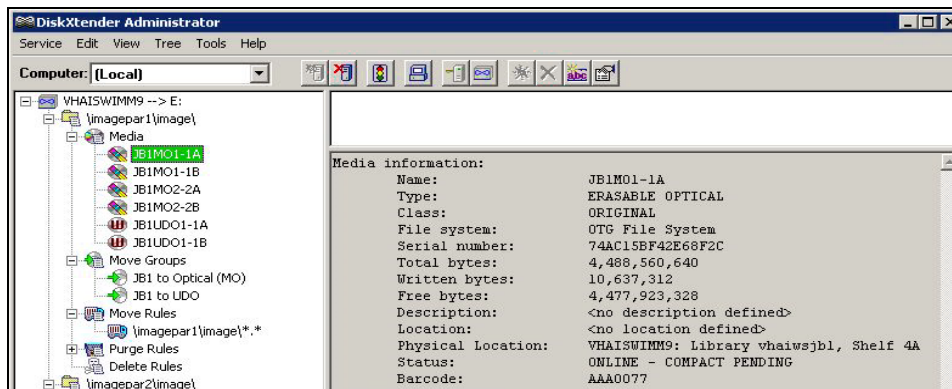 DiskXtender Administrator
Service Edit View Tree Tools Help
Computer: (Local)
abc
VHAISWIMM9 --> E:
\imagepar1\image\
Media
JB1MO1-1A
JB1MO1-1B
JB1MO2-2A
JB1MO2-2B
JB1UDO1-1A
JB1UDO1-1B
Move Groups
JB1 to Optical (MO)
JB1 to UDO
Move Rules
\imagepar1\image\*.*
Purge Rules
Delete Rules
\imagepar2\image\
Media information:
Name: JB1MO1-1A
Type: ERASABLE OPTICAL
Class: ORIGINAL
File system: OTG File System
Serial number: 74AC15BF42E68F2C
Total bytes: 4,488,560,640
Written bytes: 10,637,312
Free bytes: 4,477,923,328
Description: <no description defined>
Location: <no location defined>
Physical Location: VHAISWIMM9: Library vhaiwsjb1, Shelf 4A
Status: ONLINE - COMPACT PENDING
Barcode: AAA0077